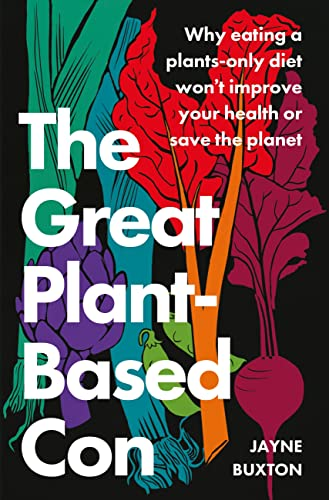 Why eating a
plants-only diet
won't improve
your health or
save the planet
The
Great
Plant-
Based
Con
JAYNE
BUXTON